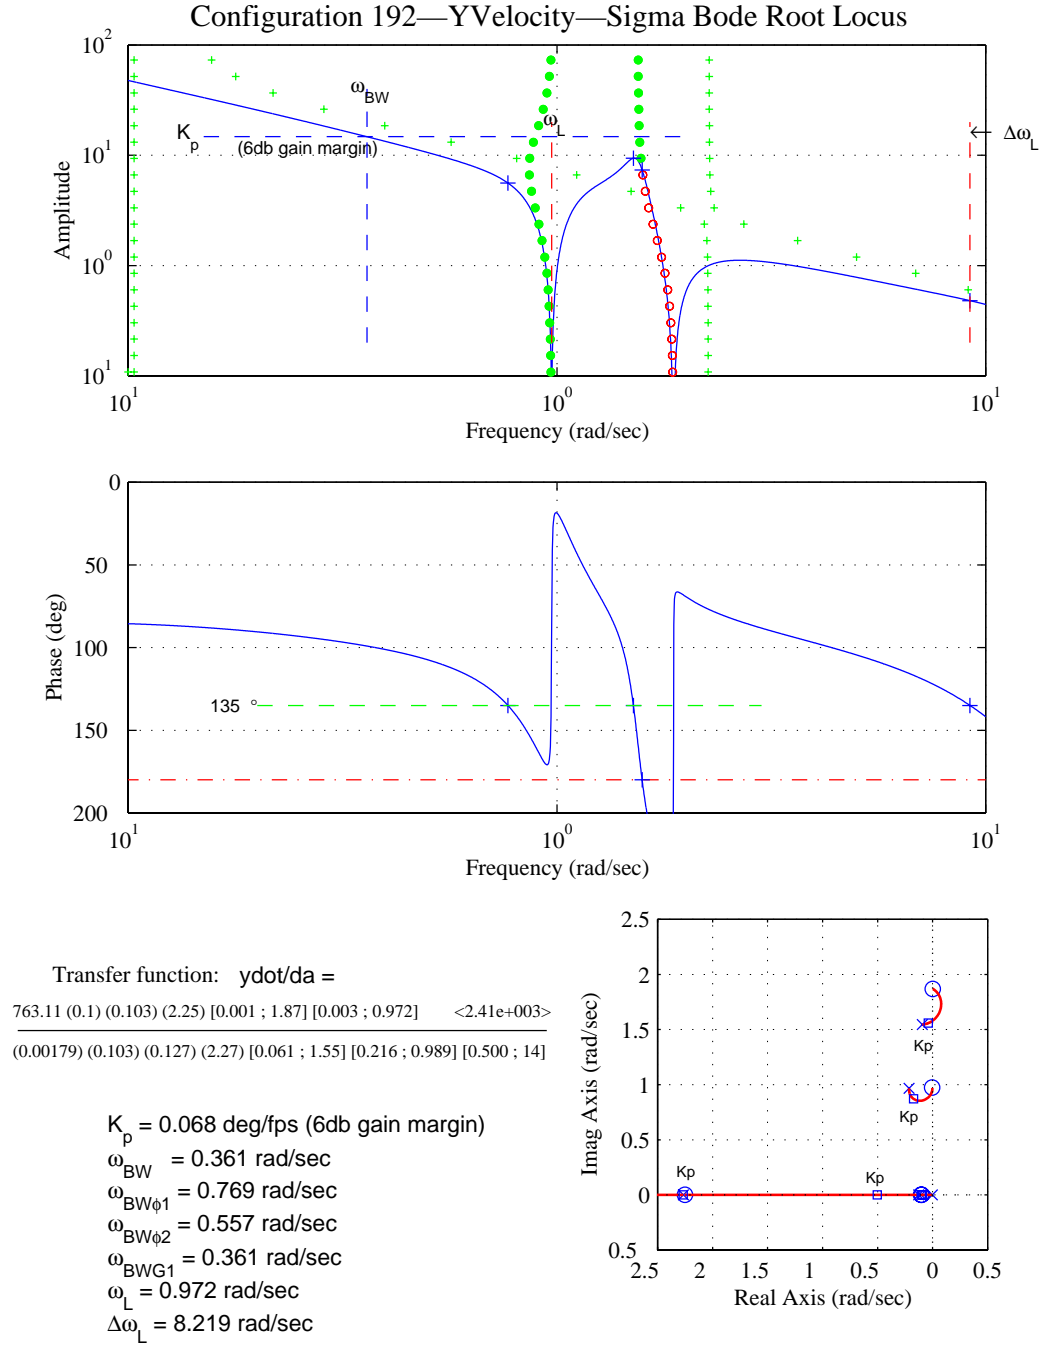 Configuration 192—YVelocity—Sigma Bode Root Locus
10^2
10^1
10^0
10^1
Amplitude
ω_BW
K_p
(6db gain margin)
ω_L
Δω_L
10^1
10^0
10^1
Frequency (rad/sec)
0
50
100
150
200
Phase (deg)
135 °
10^1
10^0
10^1
Frequency (rad/sec)
Transfer function: ydot/da =
763.11 (0.1) (0.103) (2.25) [0.001 ; 1.87] [0.003 ; 0.972] <2.41e+003>
(0.00179) (0.103) (0.127) (2.27) [0.061 ; 1.55] [0.216 ; 0.989] [0.500 ; 14]
K_p = 0.068 deg/fps (6db gain margin)
ω_BW = 0.361 rad/sec
ω_BWϕ1 = 0.769 rad/sec
ω_BWϕ2 = 0.557 rad/sec
ω_BWG1 = 0.361 rad/sec
ω_L = 0.972 rad/sec
Δω_L = 8.219 rad/sec
2.5
2
1.5
1
0.5
0
0.5
Imag Axis (rad/sec)
Kp
Kp
Kp
Kp
2.5 2 1.5 1 0.5 0 0.5
Real Axis (rad/sec)